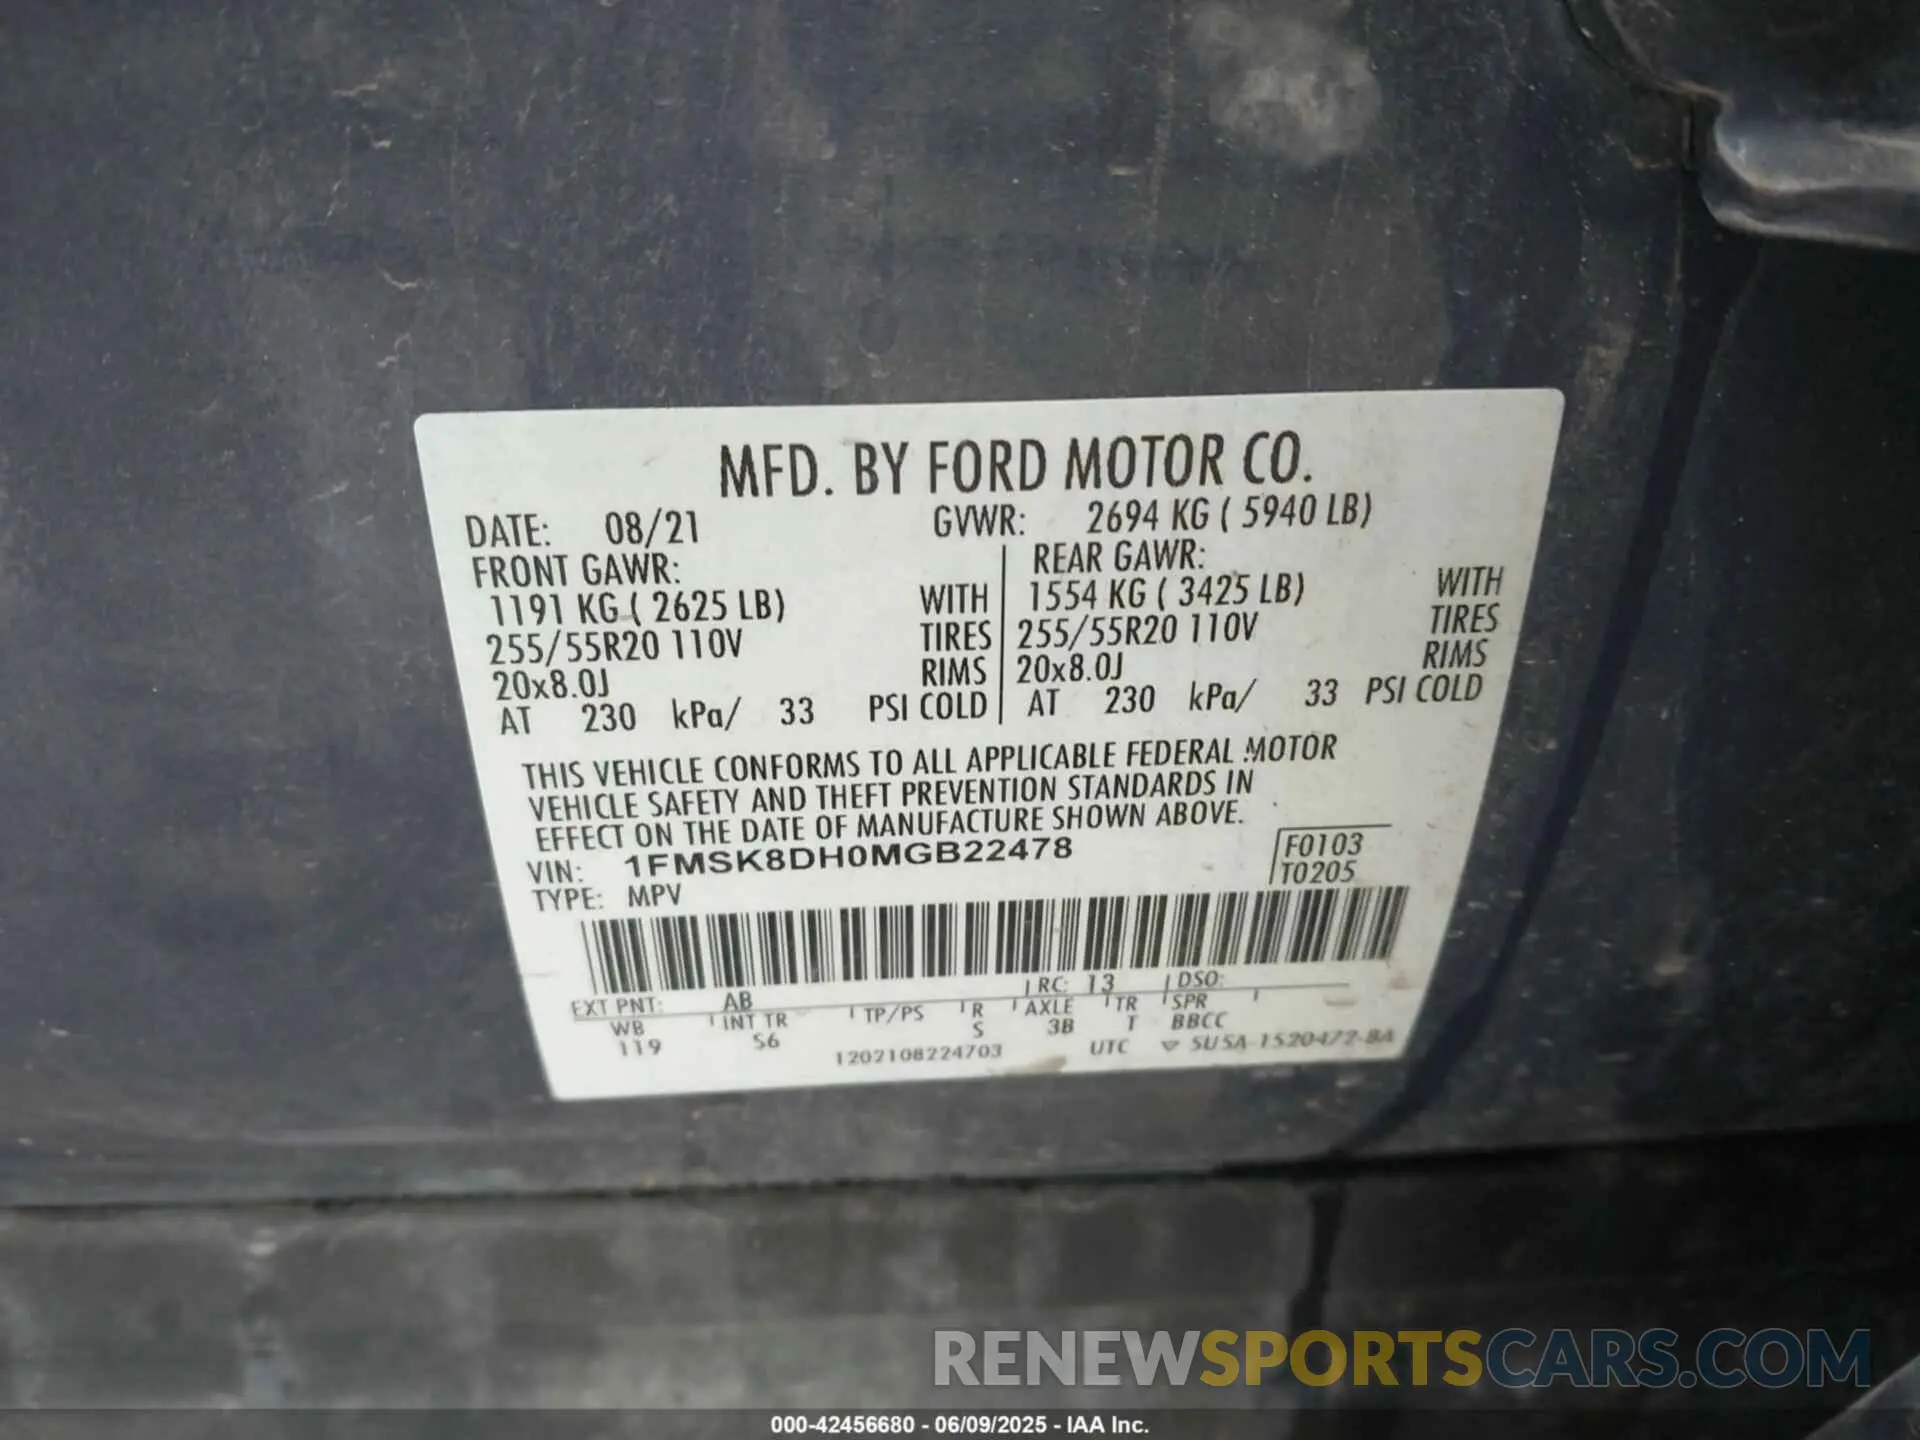 MFD. BY FORD MOTOR CO.
DATE: 08/21 GVWR: 2694 KG ( 5940 LB)
FRONT GAWR: REAR GAWR:
1191 KG ( 2625 LB) WITH 1554 KG ( 3425 LB) WITH
255/55R20 110V TIRES 255/55R20 110V TIRES
20x8.0J RIMS 20x8.0J RIMS
AT 230 kPa/ 33 PSI COLD AT 230 kPa/ 33 PSI COLD
THIS VEHICLE CONFORMS TO ALL APPLICABLE FEDERAL MOTOR
VEHICLE SAFETY AND THEFT PREVENTION STANDARDS IN
EFFECT ON THE DATE OF MANUFACTURE SHOWN ABOVE.
VIN: 1FMSK8DH0MGB22478 F0103
TYPE: MPV T0205
EXT PNT: AB RC: 13 DSO:
WB INT TR TP/PS R AXLE TR SPR
119 S6 S 3B T BBCC
1202108224703 UTC ▽ 5U5A-1520472-BA
RENEWSPORTSCARS.COM
000-42456680 - 06/09/2025 - IAA Inc.